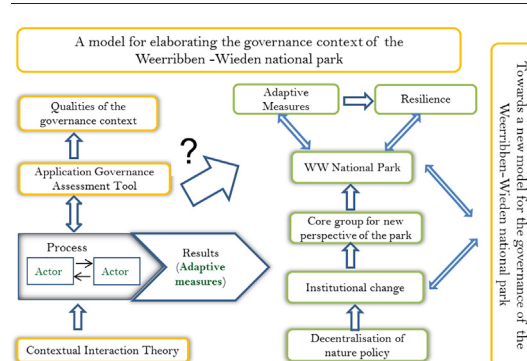 A model for elaborating the governance context of the
Weerribben -Wieden national park
Qualities of the
governance context
Application Governance
Assessment Tool
?
Process
Actor
Actor
Results
(Adaptive
measures)
Contextual Interaction Theory
Adaptive
Measures
Resilience
WW National Park
Core group for new
perspective of the park
Institutional change
Decentralisation of
nature policy
Towards a new model for the governance of the
Weerribben-Wieden national
park